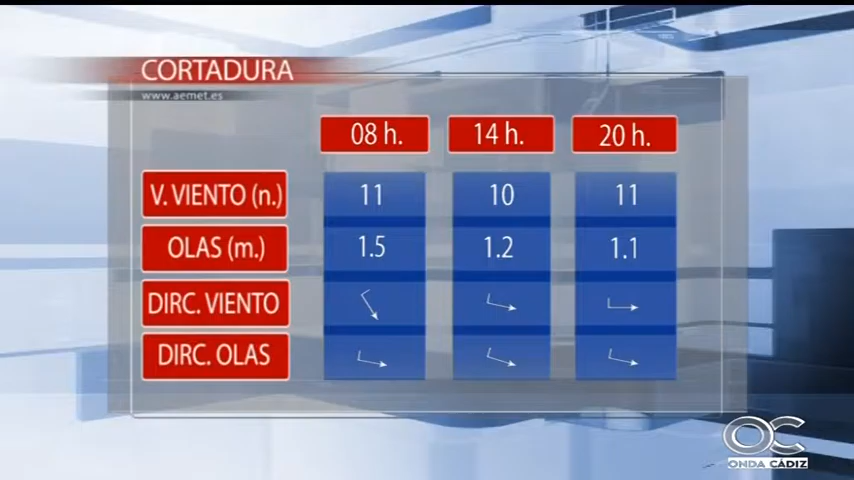 CORTADURA
www.aemet.es
08 h. 14 h. 20 h.
V. VIENTO (n.) 11 10 11
OLAS (m.) 1.5 1.2 1.1
DIRC. VIENTO
DIRC. OLAS
OC
ONDA CÁDIZ